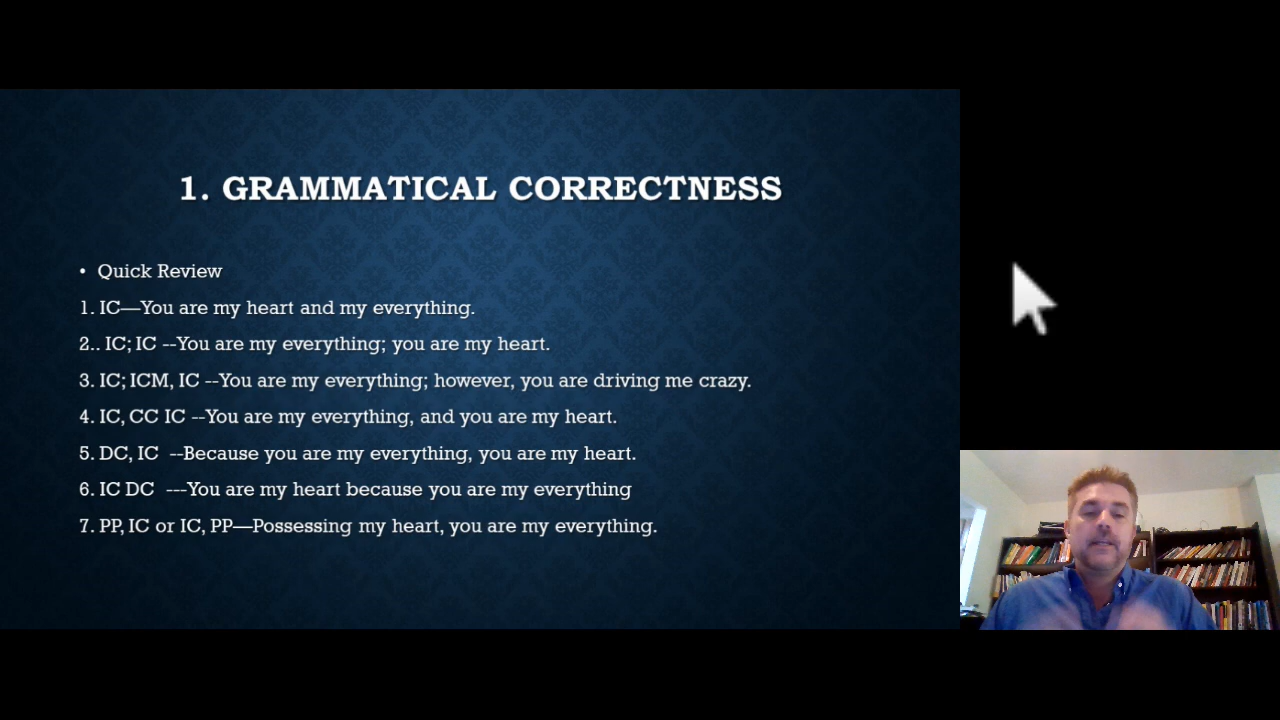 1. GRAMMATICAL CORRECTNESS
• Quick Review
1. IC—You are my heart and my everything.
2.. IC; IC --You are my everything; you are my heart.
3. IC; ICM, IC --You are my everything; however, you are driving me crazy.
4. IC, CC IC --You are my everything, and you are my heart.
5. DC, IC --Because you are my everything, you are my heart.
6. IC DC ---You are my heart because you are my everything
7. PP, IC or IC, PP—Possessing my heart, you are my everything.